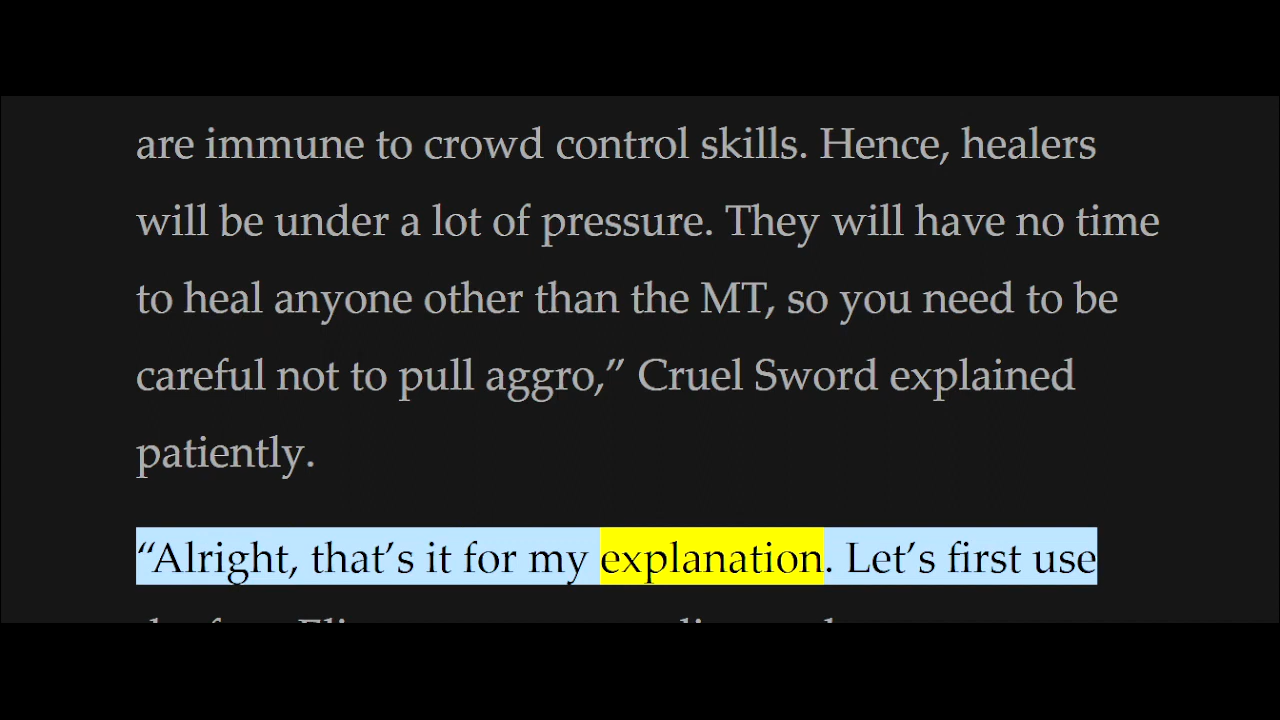 are immune to crowd control skills. Hence, healers
will be under a lot of pressure. They will have no time
to heal anyone other than the MT, so you need to be
careful not to pull aggro,” Cruel Sword explained
patiently.
“Alright, that’s it for my explanation. Let’s first use